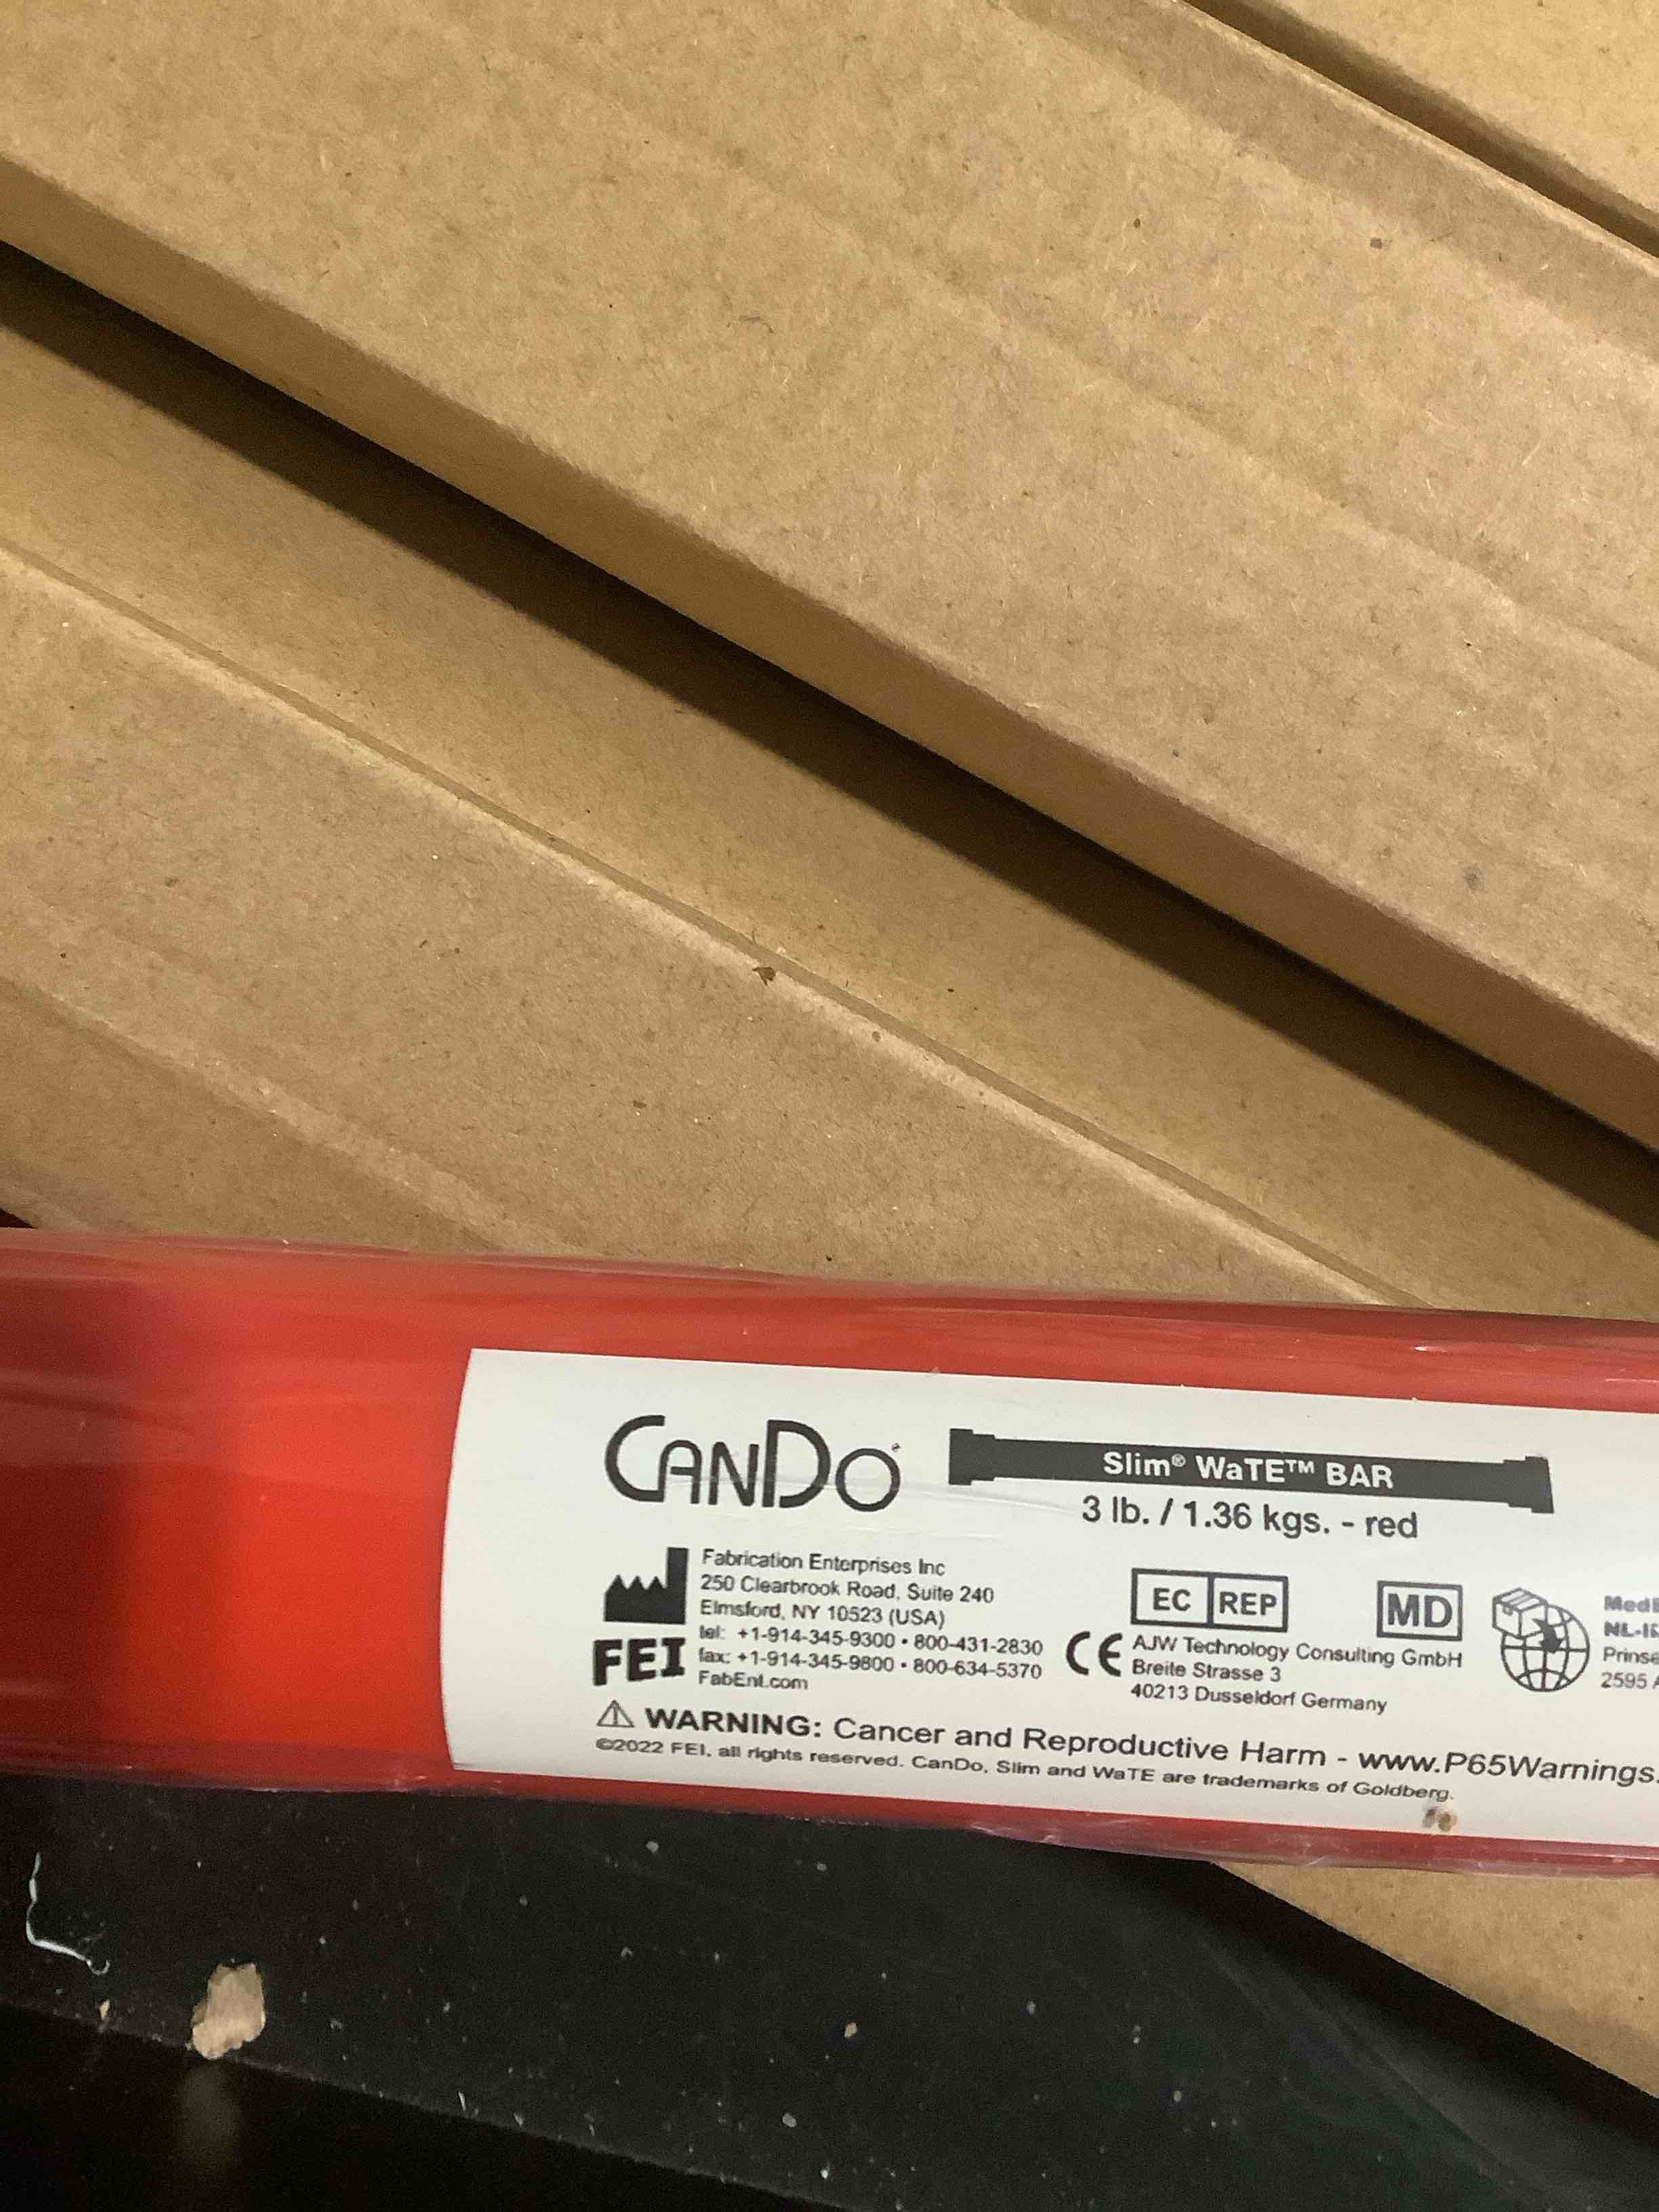 CANDO
Slim® WaTE™ BAR
3 lb. / 1.36 kgs. - red
Fabrication Enterprises Inc
250 Clearbrook Road, Suite 240
Elmsford, NY 10523 (USA)
tel: +1-914-345-9300 • 800-431-2830
fax: +1-914-345-9800 • 800-634-5370
FabEnt.com
FEI
EC REP
MD
CE
AJW Technology Consulting GmbH
Breite Strasse 3
40213 Dusseldorf Germany
2595
WARNING: Cancer and Reproductive Harm - www.P65Warnings.
©2022 FEI, all rights reserved. CanDo, Slim and WaTE are trademarks of Goldberg.